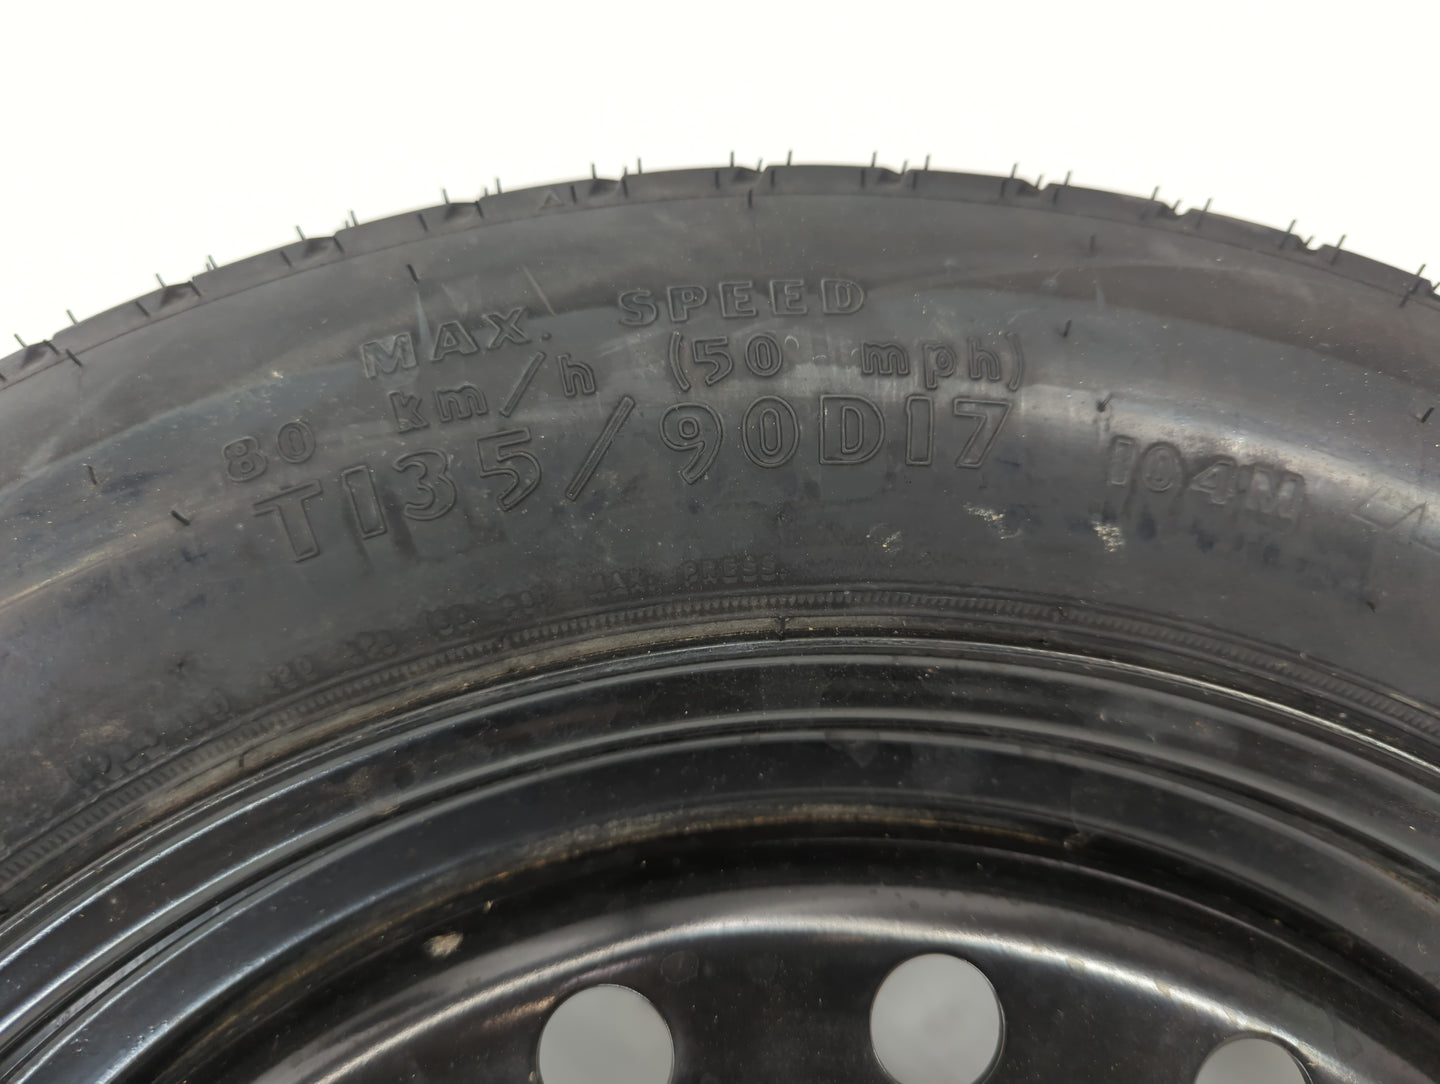 MAX. SPEED
80 km/h (50 mph)
T135/90D17 104M
MAX. PRESS.